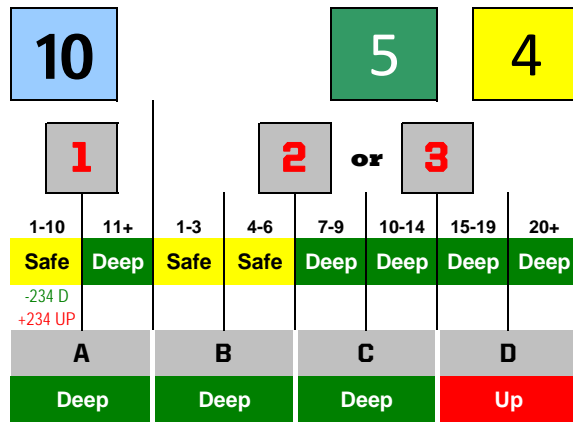 10 5 4
1 2 or 3
1-10 11+ 1-3 4-6 7-9 10-14 15-19 20+
Safe Deep Safe Safe Deep Deep Deep Deep
-234 D
+234 UP
A B C D
Deep Deep Deep Up